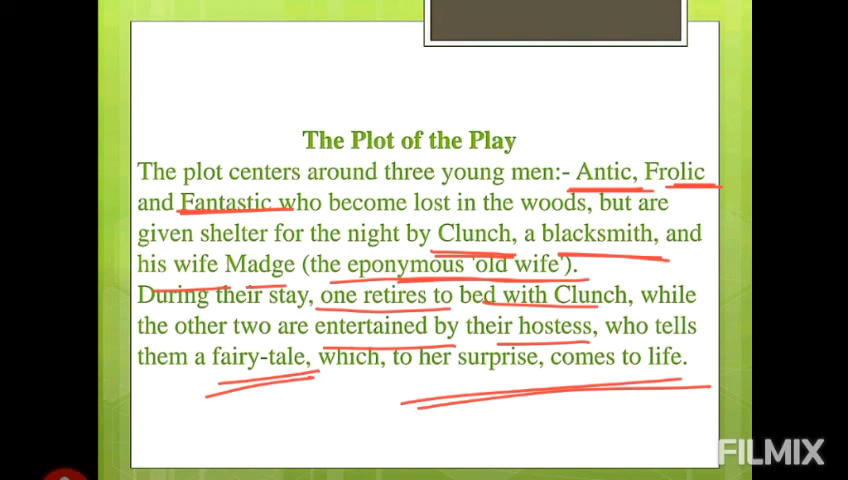 The Plot of the Play
The plot centers around three young men:- Antic, Frolic
and Fantastic who become lost in the woods, but are
given shelter for the night by Clunch, a blacksmith, and
his wife Madge (the eponymous 'old wife').
During their stay, one retires to bed with Clunch, while
the other two are entertained by their hostess, who tells
them a fairy-tale, which, to her surprise, comes to life.
FILMIX